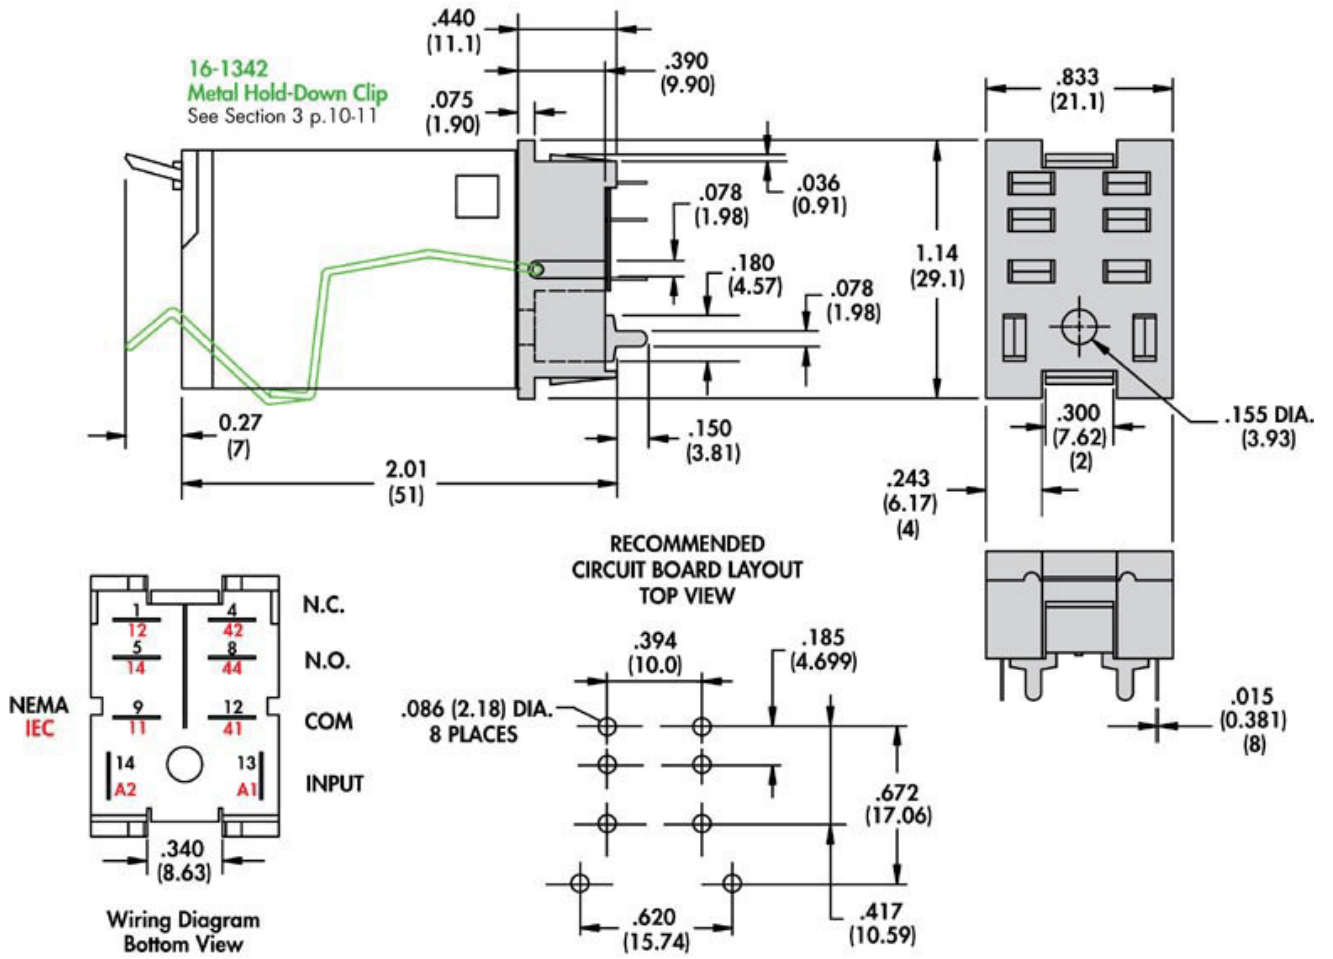 .440
(11.1)
.390
(9.90)
16-1342
Metal Hold-Down Clip
See Section 3 p.10-11
.075
(1.90)
.833
(21.1)
.036
(0.91)
.078
(1.98)
.180
(4.57)
.078
(1.98)
1.14
(29.1)
0.27
(7)
.150
(3.81)
2.01
(51)
.300
(7.62)
(2)
.155 DIA.
(3.93)
.243
(6.17)
(4)
RECOMMENDED
CIRCUIT BOARD LAYOUT
TOP VIEW
.394
(10.0)
.185
(4.699)
.086 (2.18) DIA.
8 PLACES
.672
(17.06)
.417
(10.59)
.620
(15.74)
.015
(0.381)
(8)
1 4 N.C.
12 42
5 8 N.O.
14 44
NEMA
IEC
9 12 COM
11 41
14 13 INPUT
A2 A1
.340
(8.63)
Wiring Diagram
Bottom View